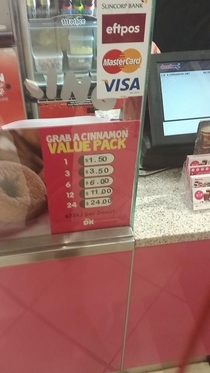 SUNCORP BANK
eftpos
MasterCard
VISA
GRAB A CINNAMON
VALUE PACK
1 $1.50
3 $3.50
6 $6.00
12 $11.00
24 $24.00
DK